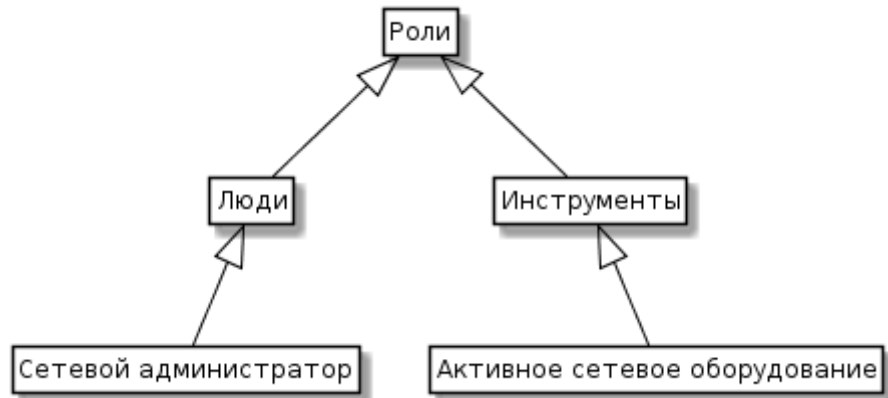 Роли
Люди
Инструменты
Сетевой администратор
Активное сетевое оборудование